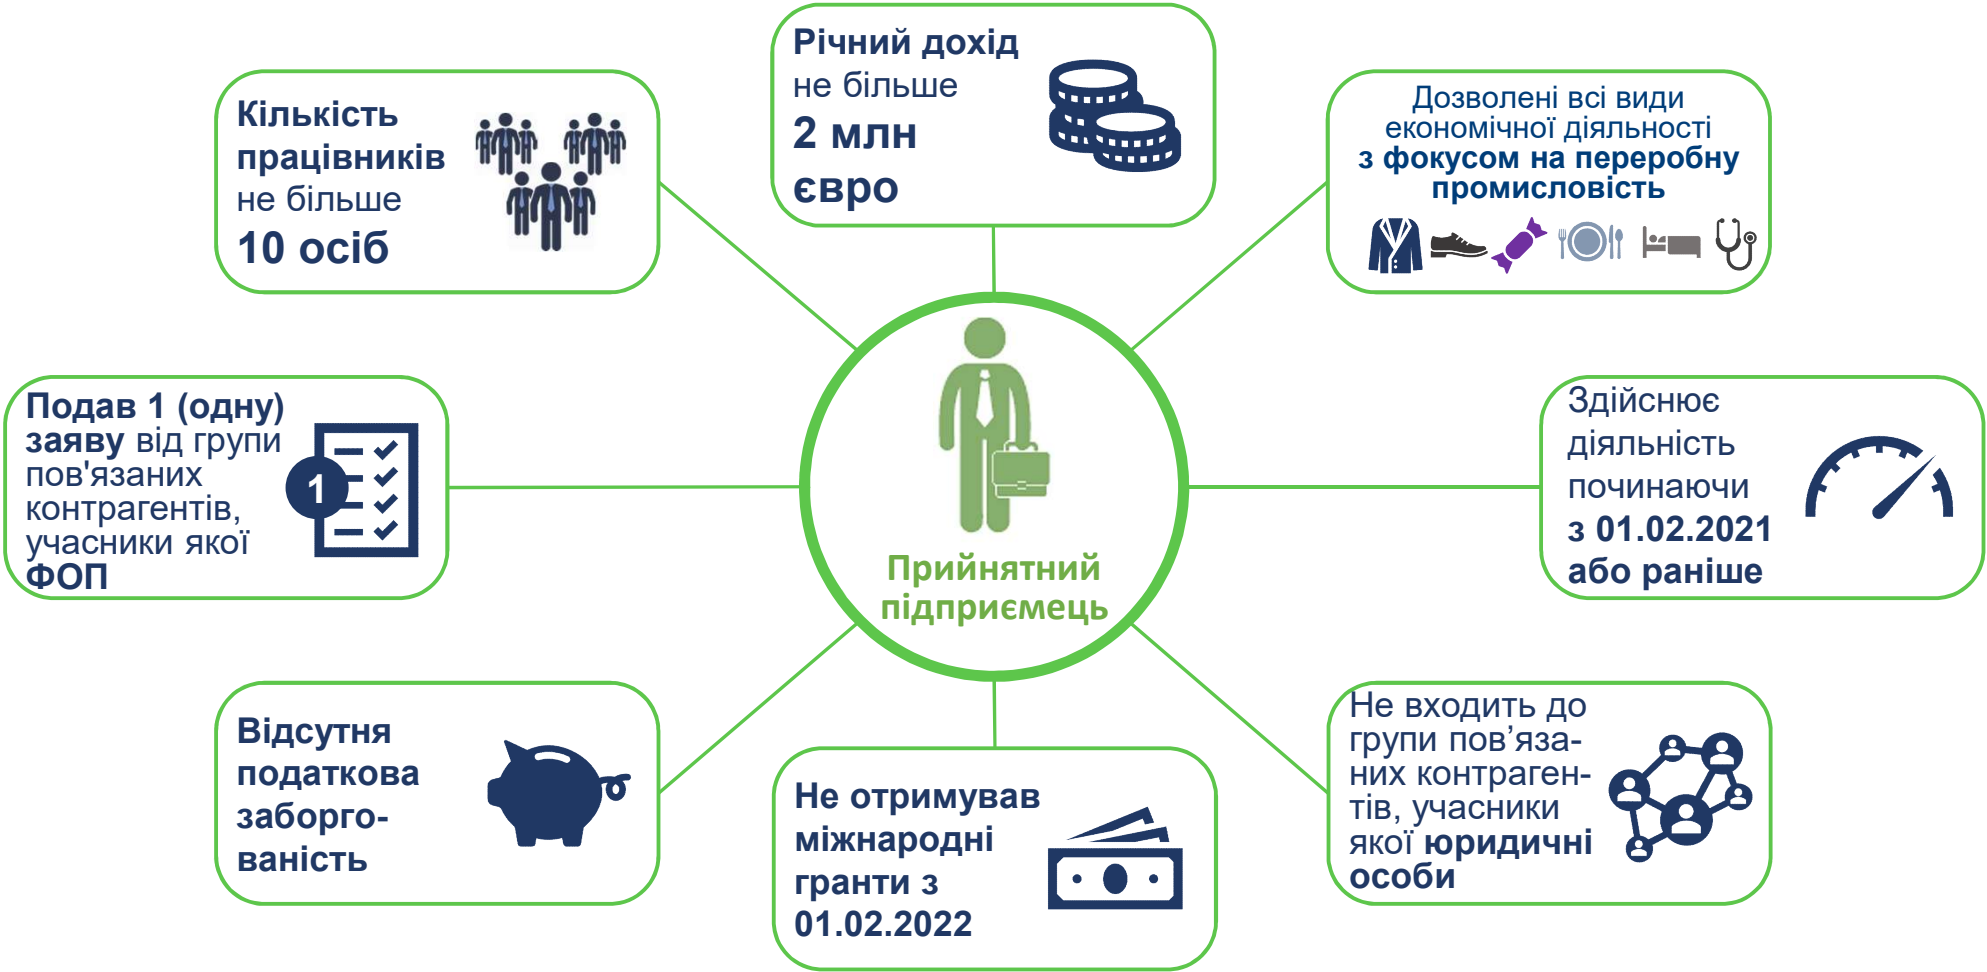 Річний дохід
не більше
2 млн
євро
Кількість
працівників
не більше
10 осіб
Дозволені всі види
економічної діяльності
з фокусом на переробну
промисловість
Подав 1 (одну)
заяву від групи
пов'язаних
контрагентів,
учасники якої
ФОП
1
Прийнятний
підприємець
Здійснює
діяльність
починаючи
з 01.02.2021
або раніше
Відсутня
податкова
заборго-
ваність
Не отримував
міжнародні
гранти з
01.02.2022
Не входить до
групи пов’яза-
них контраген-
тів, учасники
якої юридичні
особи